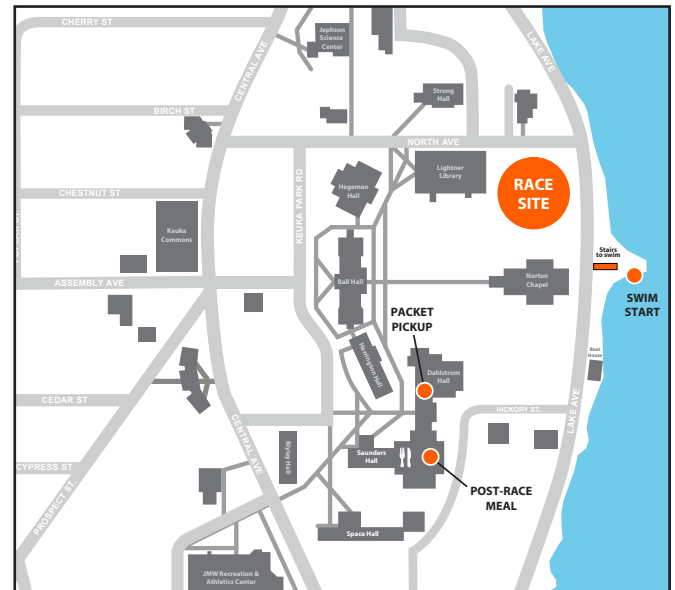 CHERRY ST
CENTRAL AVE
Jephson
Science
Center
LAKE AVE
BIRCH ST
Strong
Hall
NORTH AVE
CHESTNUT ST
KEUKA PARK RD
Hegeman
Hall
Lightner
Library
RACE
SITE
Keuka
Commons
Stairs
to swim
ASSEMBLY AVE
Ball Hall
Norton
Chapel
SWIM
START
PACKET
PICKUP
Harrington Hall
Dahlstrom
Hall
Boat
House
CEDAR ST
HICKORY ST.
LAKE AVE
CENTRAL AVE
Blyley Hall
Saunders
Hall
CYPRESS ST
PROSPECT ST.
POST-RACE
MEAL
Space Hall
JMW Recreation &
Athletics Center